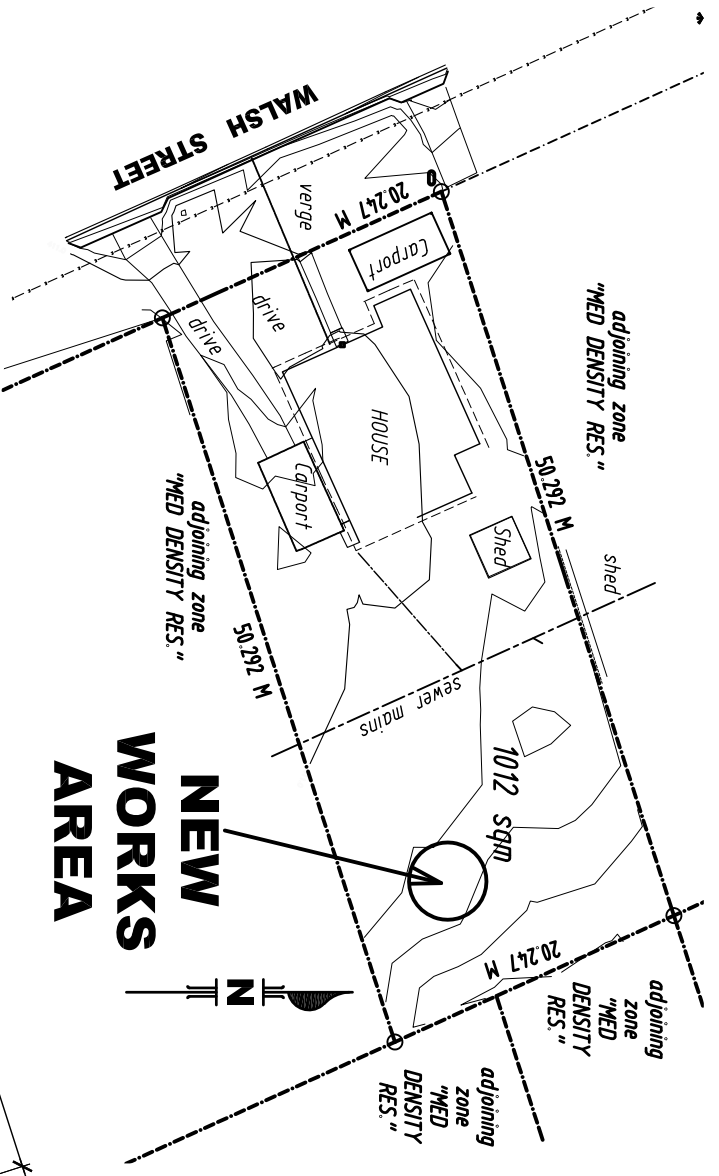 WALSH STREET
verge
20.247 M
0
Carport
drive
drive
HOUSE
Carport
adjoining zone
"MED DENSITY RES."
50.292 M
Shed
shed
adjoining zone
"MED DENSITY RES."
50.292 M
sewer mains
1012 sqm
NEW
WORKS
AREA
N
20.247 M
adjoining
zone
"MED
DENSITY
RES."
adjoining
zone
"MED
DENSITY
RES."